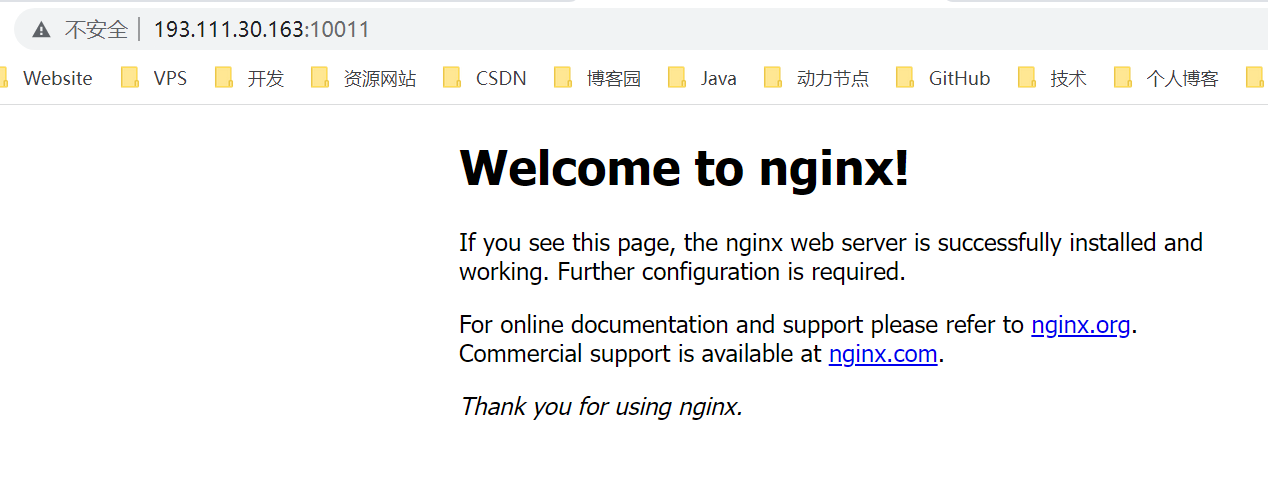 不安全 193.111.30.163:10011
Website VPS 开发 资源网站 CSDN 博客园 Java 动力节点 GitHub 技术 个人博客
Welcome to nginx!
If you see this page, the nginx web server is successfully installed and
working. Further configuration is required.
For online documentation and support please refer to nginx.org.
Commercial support is available at nginx.com.
Thank you for using nginx.